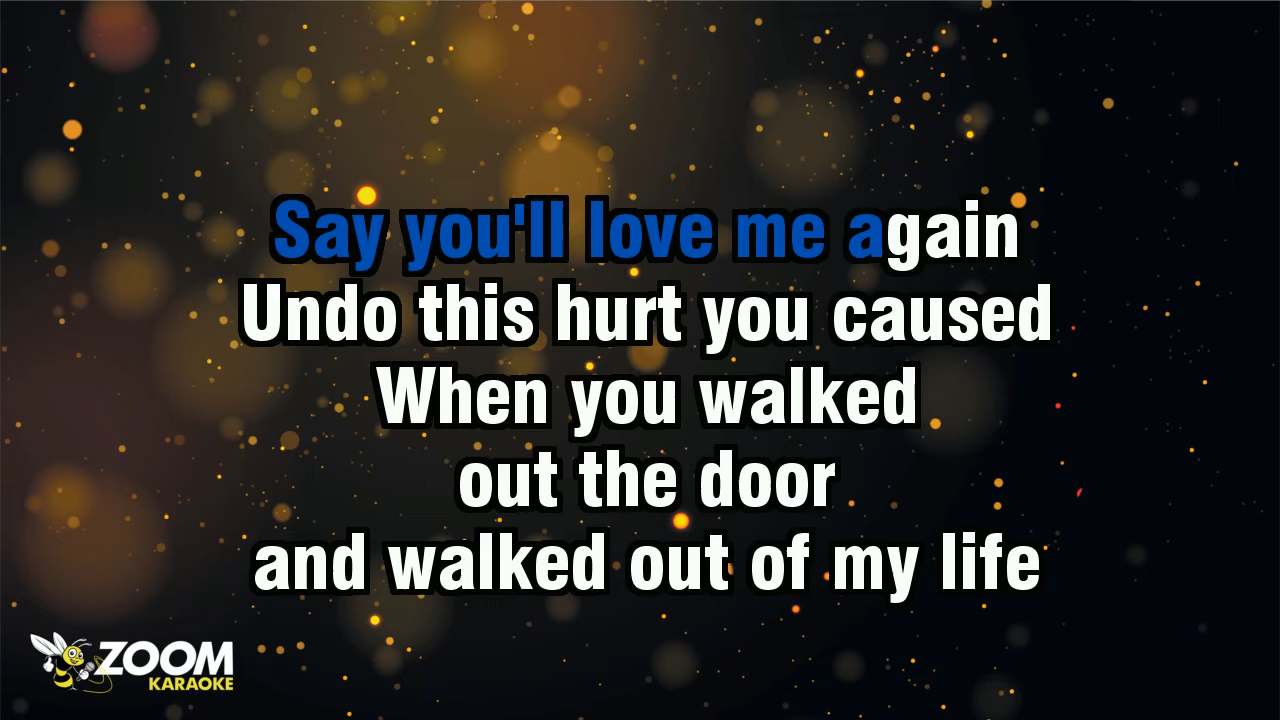 Say you'll love me again
Undo this hurt you caused
When you walked
out the door
and walked out of my life
ZOOM
KARAOKE